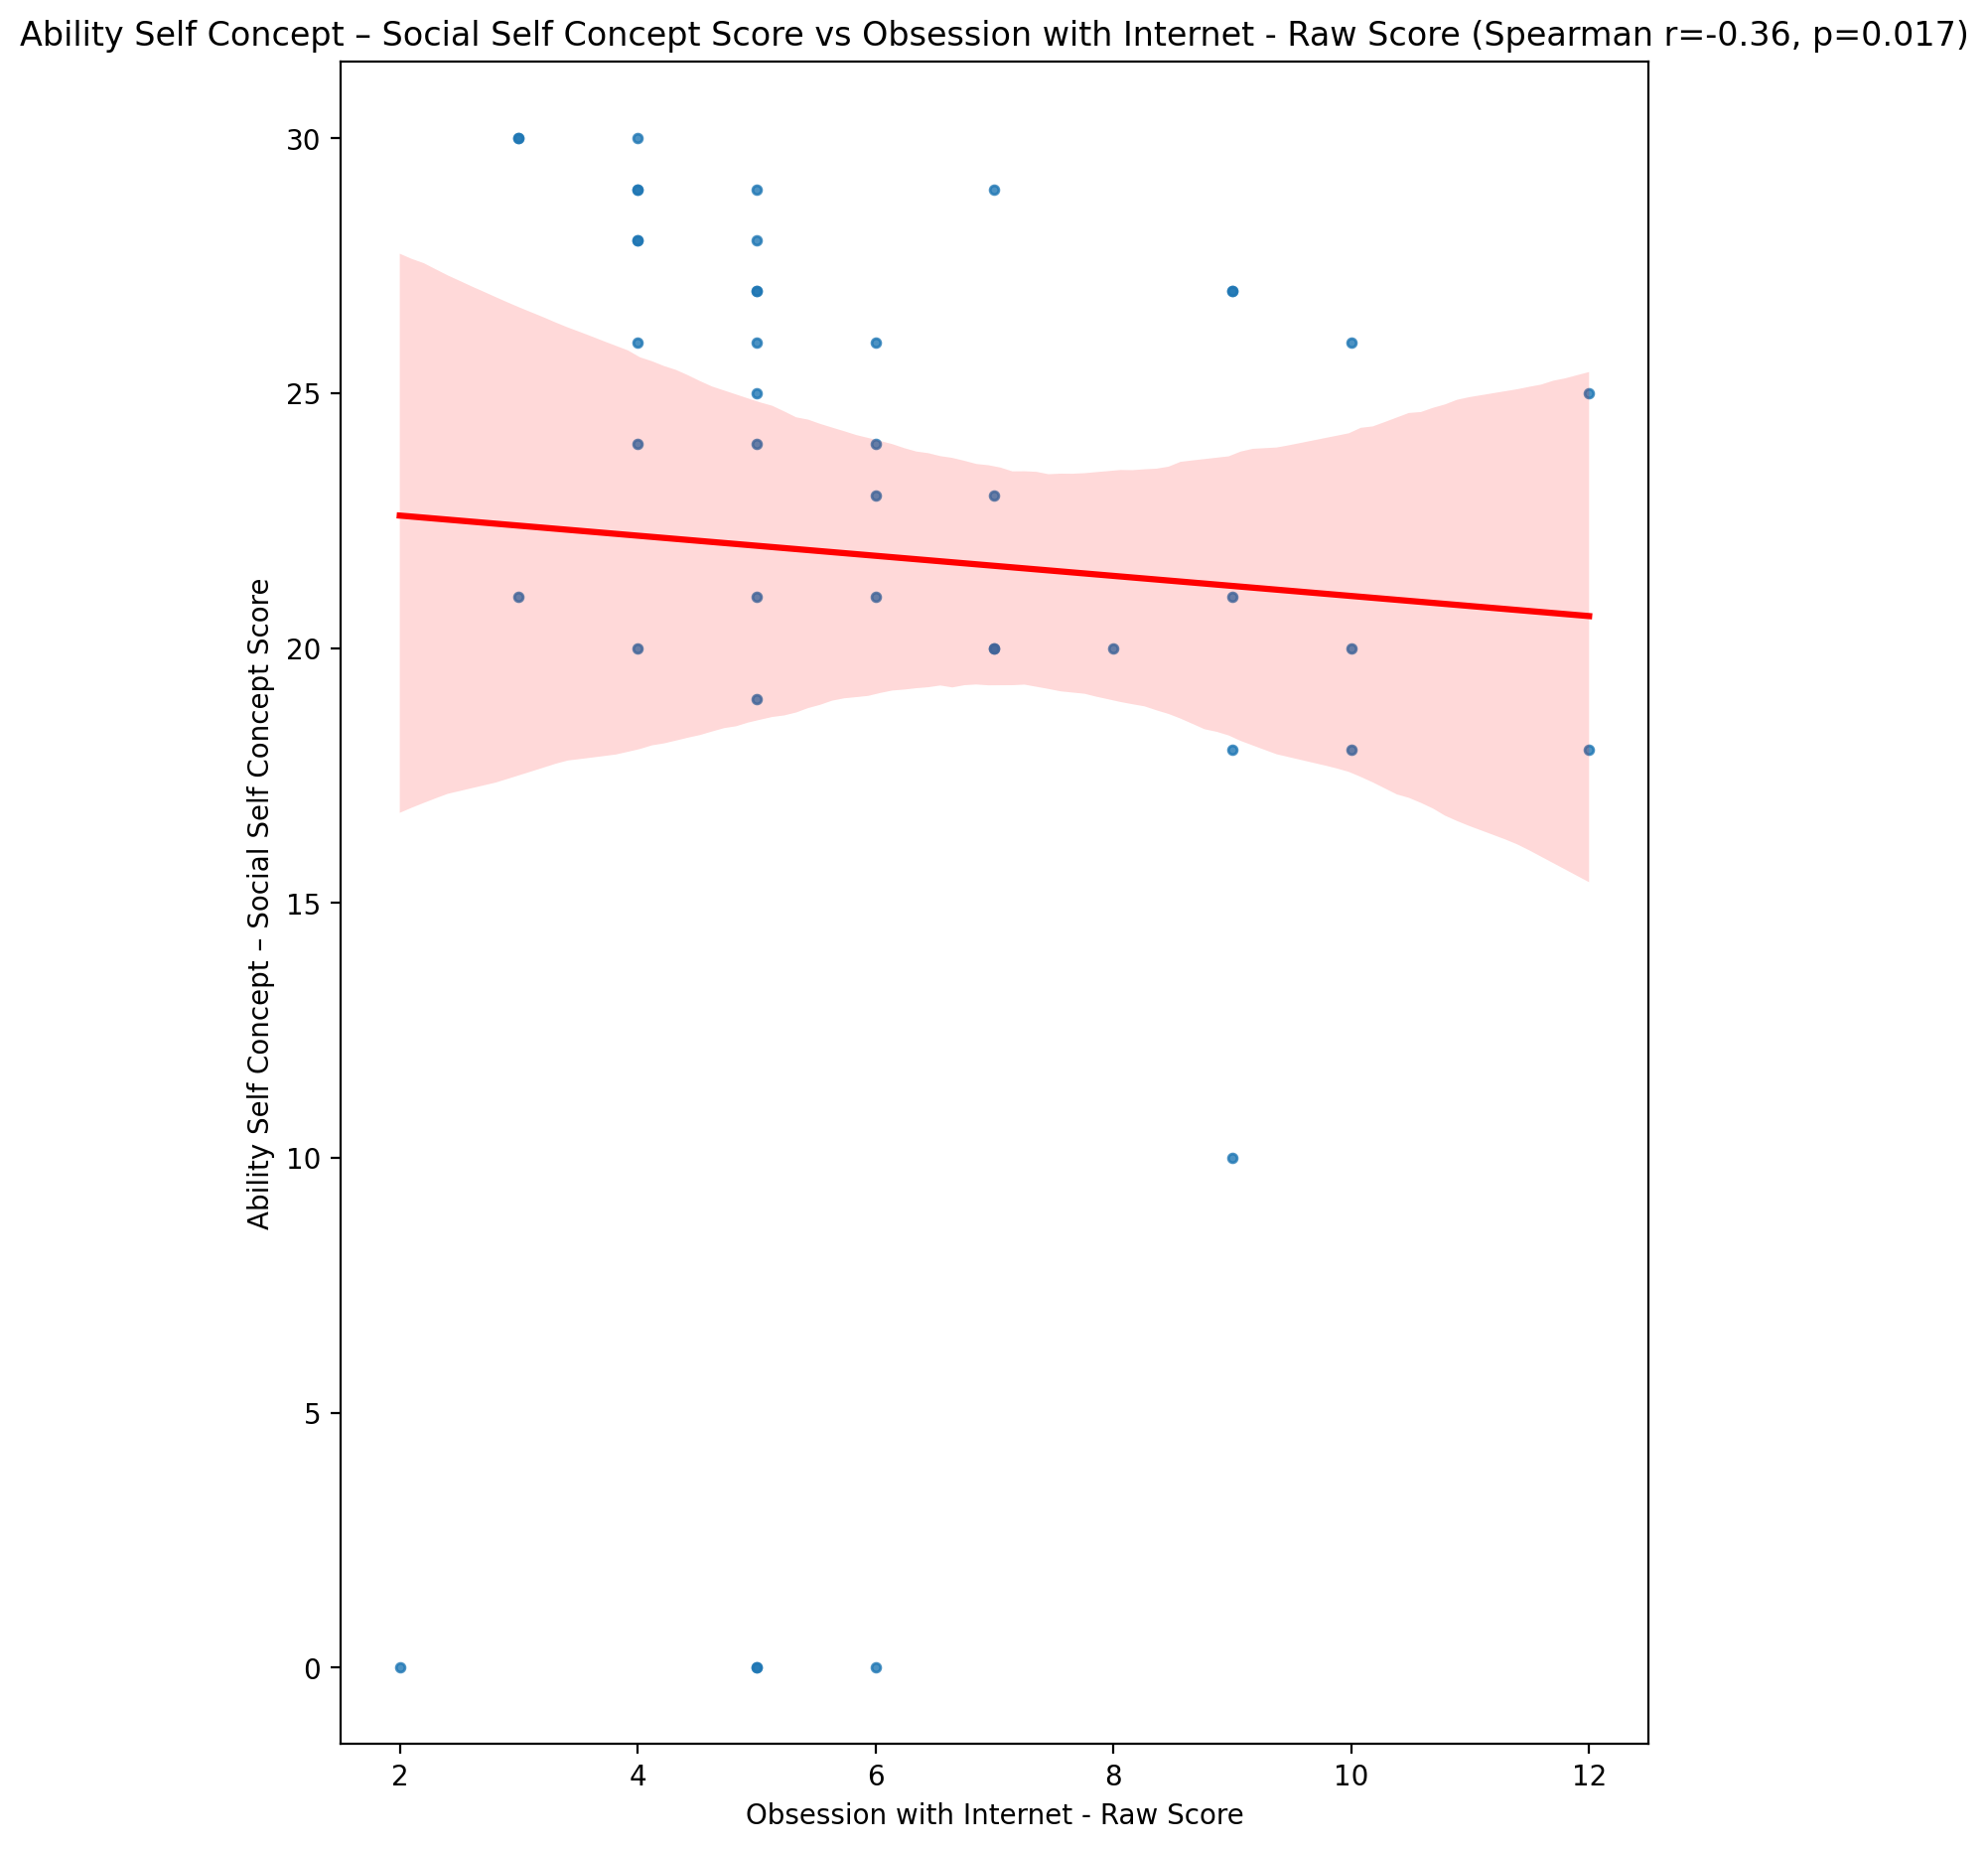 Ability Self Concept – Social Self Concept Score vs Obsession with Internet - Raw Score (Spearman r=-0.36, p=0.017)
Ability Self Concept – Social Self Concept Score
30
25
20
15
10
5
0
2 4 6 8 10 12
Obsession with Internet - Raw Score